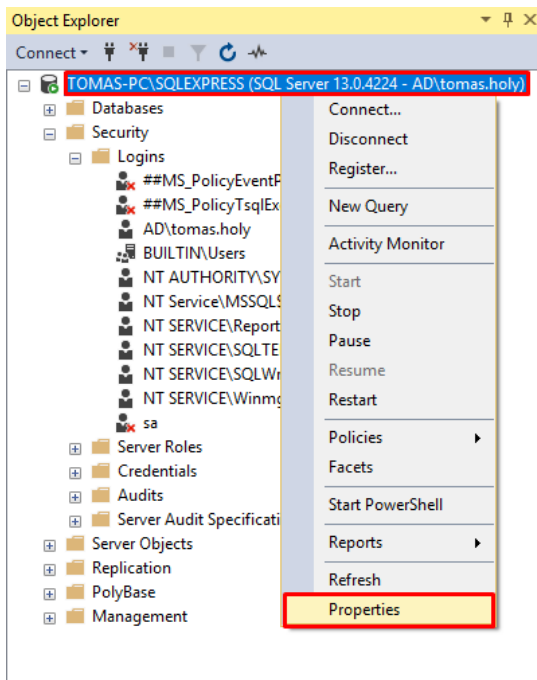 Object Explorer
Connect
TOMAS-PC\SQLEXPRESS (SQL Server 13.0.4224 - AD\tomas.holy)
Databases
Security
Logins
##MS_PolicyEventP
##MS_PolicyTsqlEx
AD\tomas.holy
BUILTIN\Users
NT AUTHORITY\SY
NT Service\MSSQLS
NT SERVICE\Report
NT SERVICE\SQLTE
NT SERVICE\SQLWr
NT SERVICE\Winmg
sa
Server Roles
Credentials
Audits
Server Audit Specificati
Server Objects
Replication
PolyBase
Management
Connect...
Disconnect
Register...
New Query
Activity Monitor
Start
Stop
Pause
Resume
Restart
Policies
Facets
Start PowerShell
Reports
Refresh
Properties